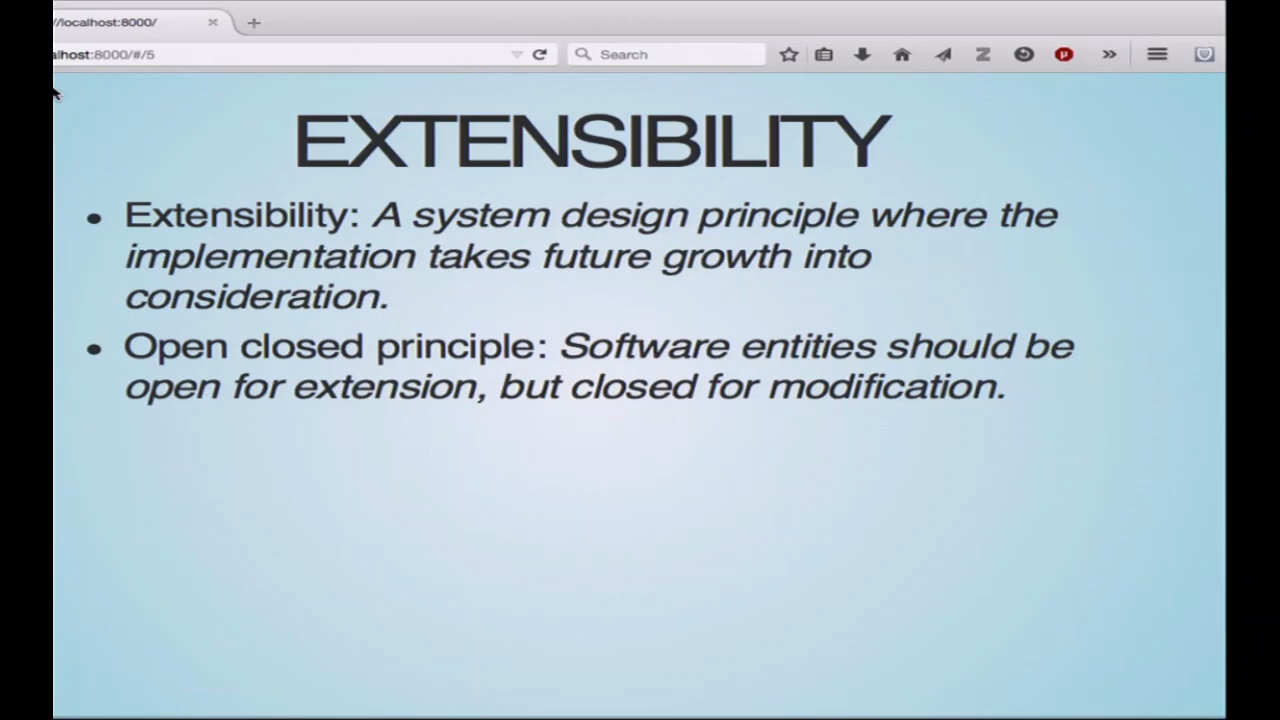 //localhost:8000/
alhost:8000/#/5
Search
EXTENSIBILITY
• Extensibility: A system design principle where the
implementation takes future growth into
consideration.
• Open closed principle: Software entities should be
open for extension, but closed for modification.